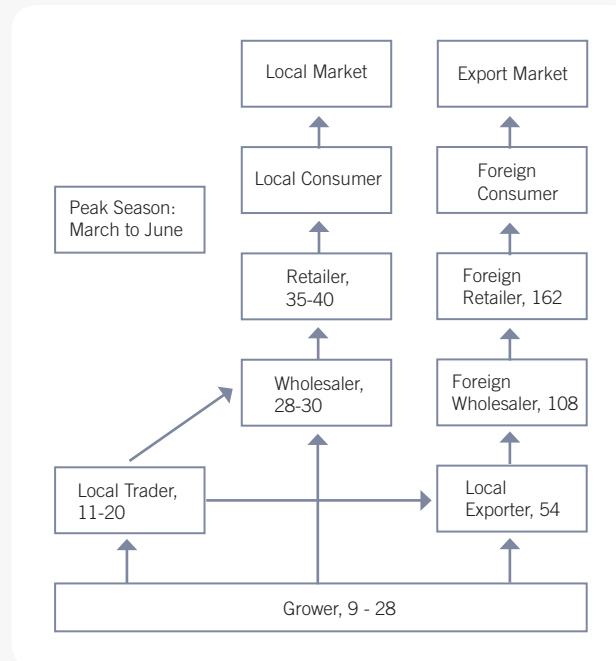 Local Market
Export Market
Local Consumer
Foreign
Consumer
Peak Season:
March to June
Retailer,
35-40
Foreign
Retailer, 162
Wholesaler,
28-30
Foreign
Wholesaler, 108
Local Trader,
11-20
Local
Exporter, 54
Grower, 9 - 28